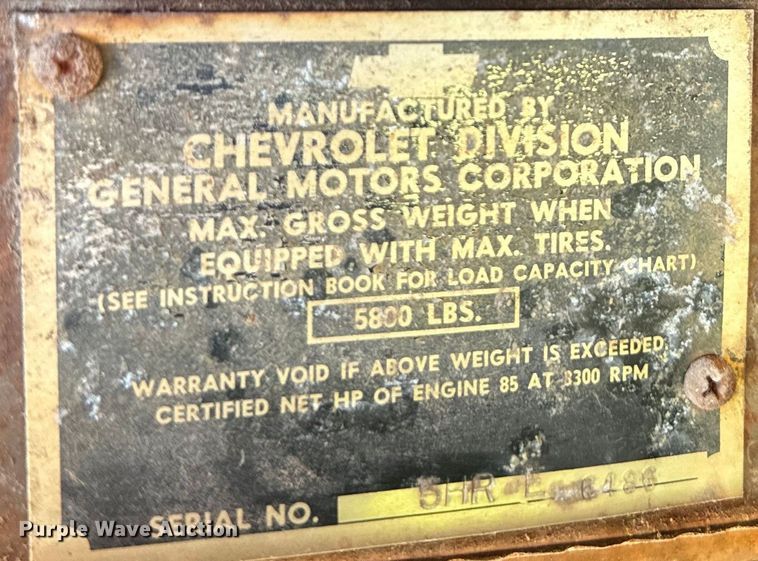 MANUFACTURED BY
CHEVROLET DIVISION
GENERAL MOTORS CORPORATION
MAX. GROSS WEIGHT WHEN
EQUIPPED WITH MAX. TIRES.
(SEE INSTRUCTION BOOK FOR LOAD CAPACITY CHART)
5800 LBS.
WARRANTY VOID IF ABOVE WEIGHT IS EXCEEDED
CERTIFIED NET HP OF ENGINE 85 AT 3300 RPM
SERIAL NO. 5HR
Purple Wave Auction